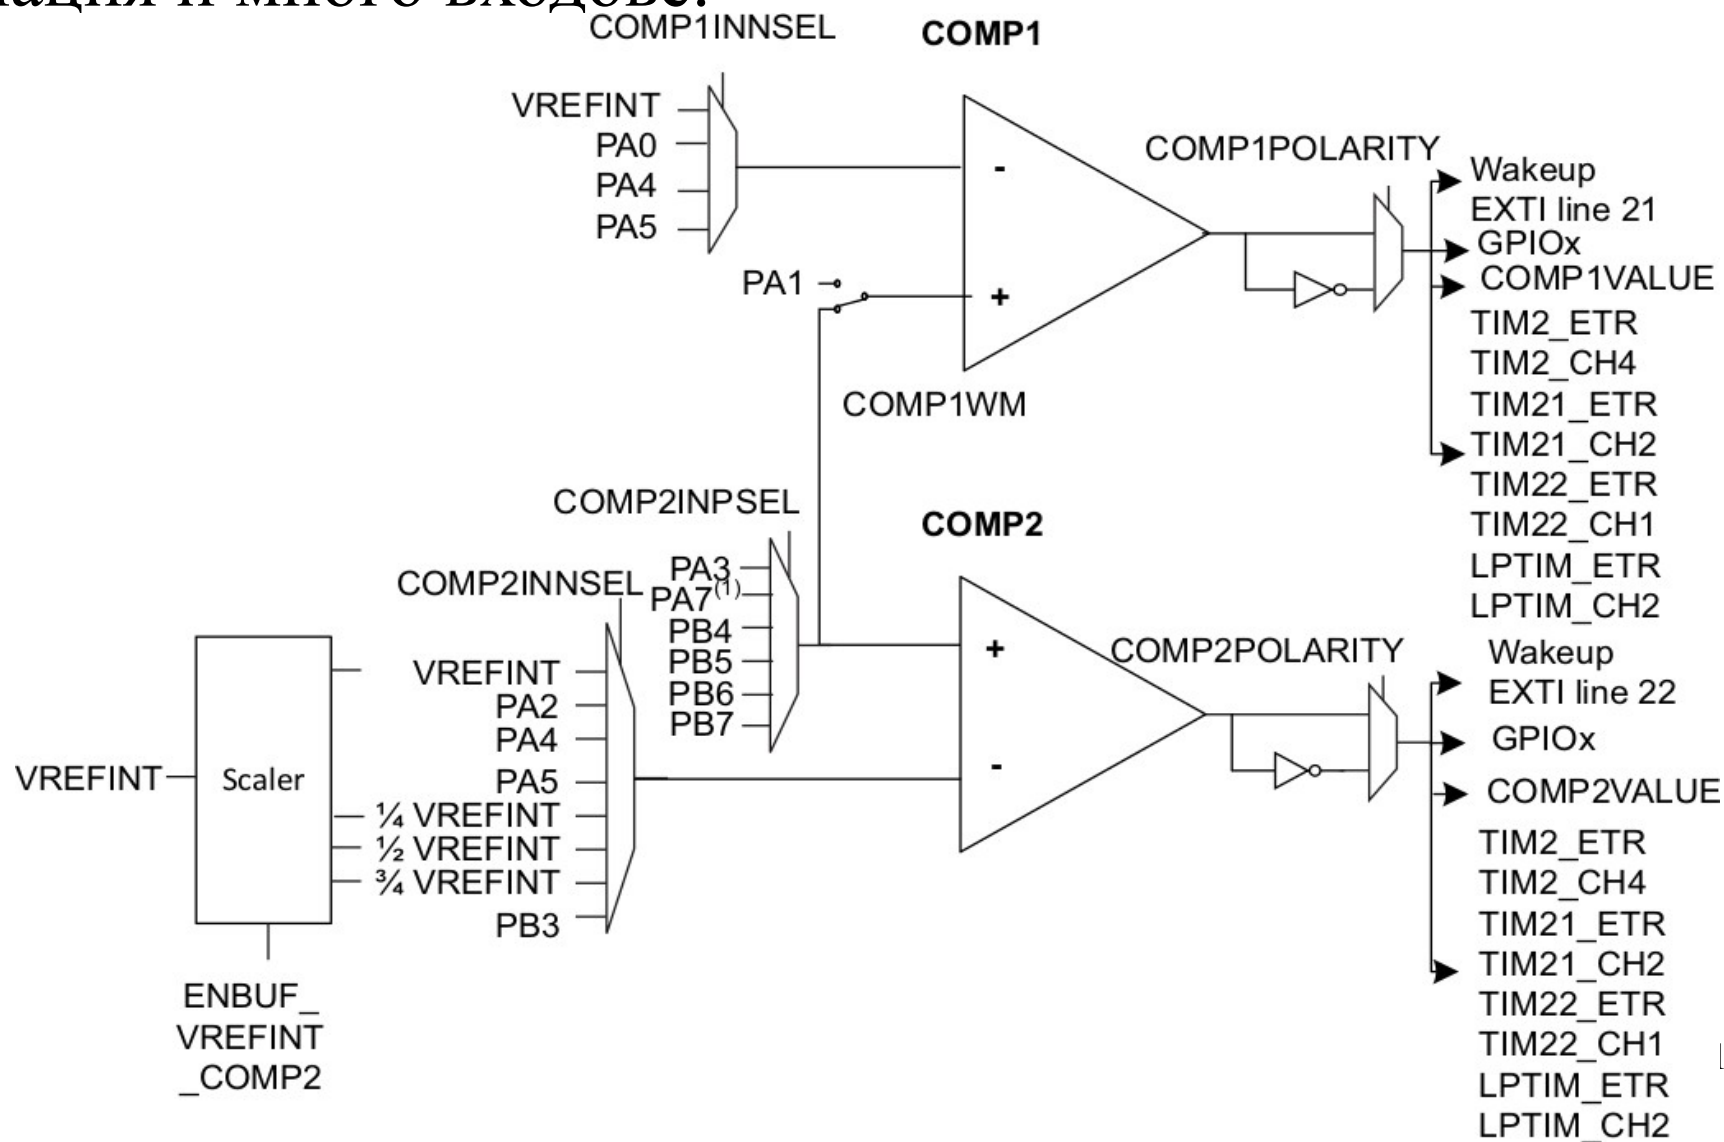 много входове.
COMP1INNSEL
COMP1
VREFINT
PA0
PA4
PA5
PA1
COMP1WM
COMP1POLARITY
Wakeup
EXTI line 21
GPIOx
COMP1VALUE
TIM2_ETR
TIM2_CH4
TIM21_ETR
TIM21_CH2
TIM22_ETR
TIM22_CH1
LPTIM_ETR
LPTIM_CH2
-
+
COMP2INPSEL
COMP2
PA3
PA7(1)
PB4
PB5
PB6
PB7
COMP2INNSEL
VREFINT
PA2
PA4
PA5
¼ VREFINT
½ VREFINT
¾ VREFINT
PB3
VREFINT
Scaler
ENBUF_
VREFINT
_COMP2
+
-
COMP2POLARITY
Wakeup
EXTI line 22
GPIOx
COMP2VALUE
TIM2_ETR
TIM2_CH4
TIM21_ETR
TIM21_CH2
TIM22_ETR
TIM22_CH1
LPTIM_ETR
LPTIM_CH2